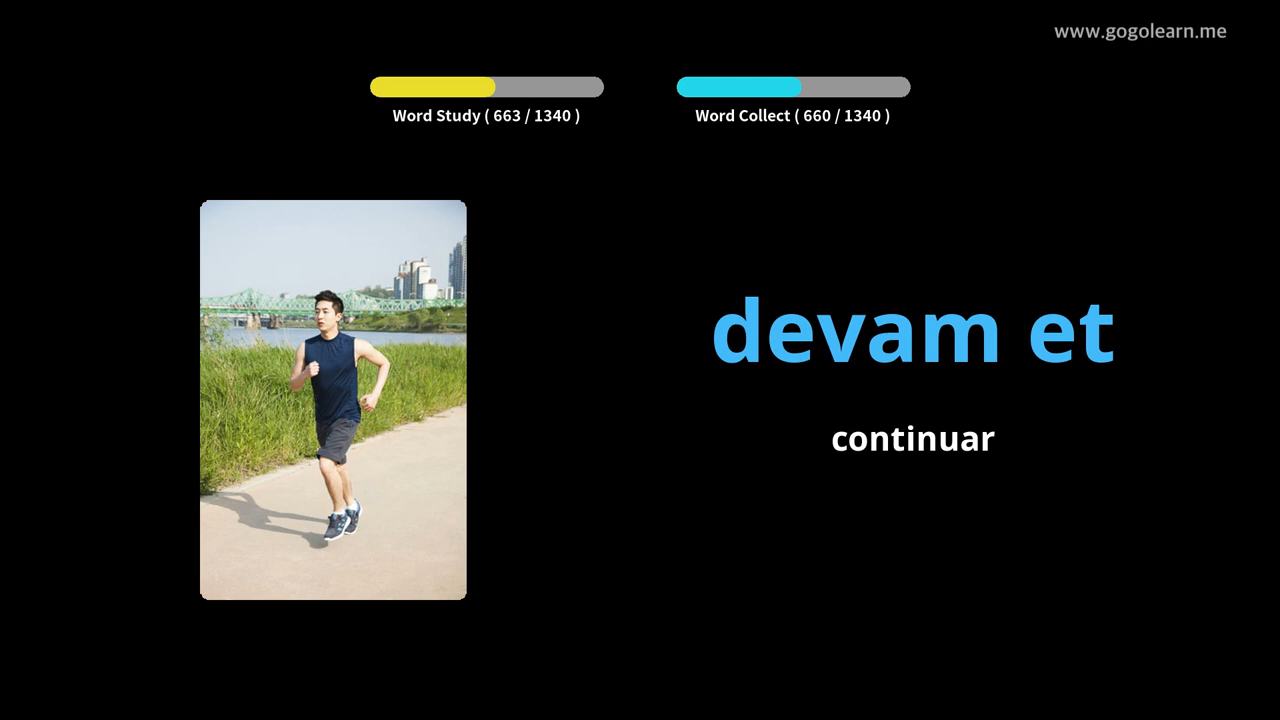 www.gogolearn.me
Word Study ( 663 / 1340 )
Word Collect ( 660 / 1340 )
devam et
continuar